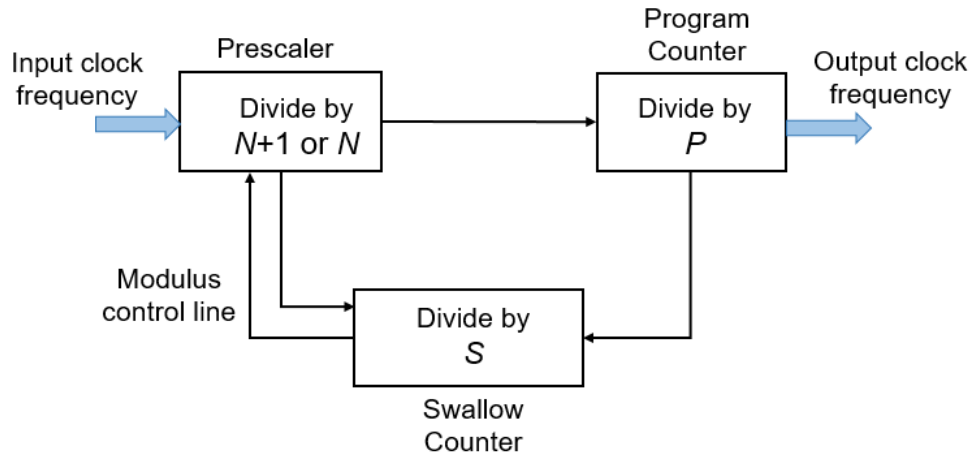 Input clock
frequency
Prescaler
Divide by
N+1 or N
Program
Counter
Divide by
P
Output clock
frequency
Modulus
control line
Divide by
S
Swallow
Counter